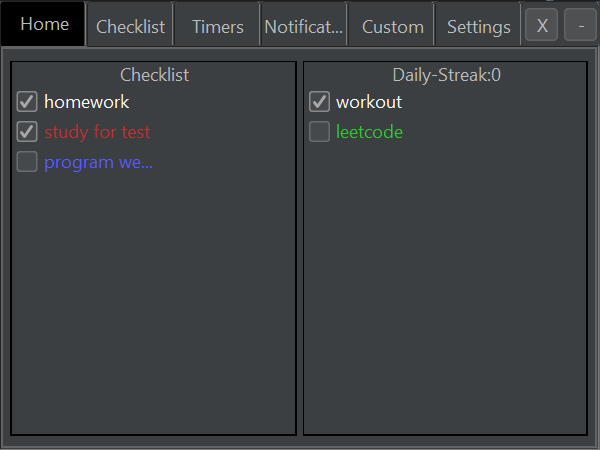 Home Checklist Timers Notificat... Custom Settings X -
Checklist
homework
study for test
program we...
Daily-Streak:0
workout
leetcode